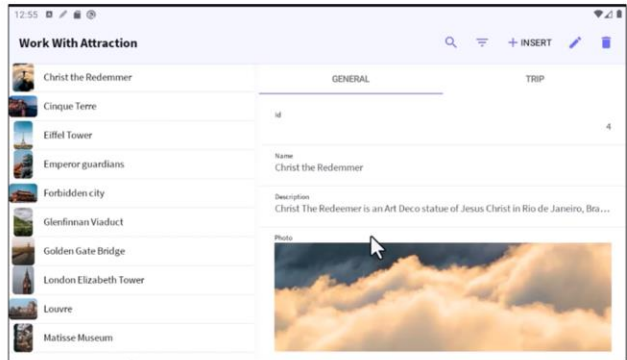 12:55
Work With Attraction
+ INSERT
Christ the Redemmer
Cinque Terre
Eiffel Tower
Emperor guardians
Forbidden city
Glenfinnan Viaduct
Golden Gate Bridge
London Elizabeth Tower
Louvre
Matisse Museum
GENERAL
TRIP
Id
4
Name
Christ the Redemmer
Description
Christ The Redeemer is an Art Deco statue of Jesus Christ in Rio de Janeiro, Bra...
Photo